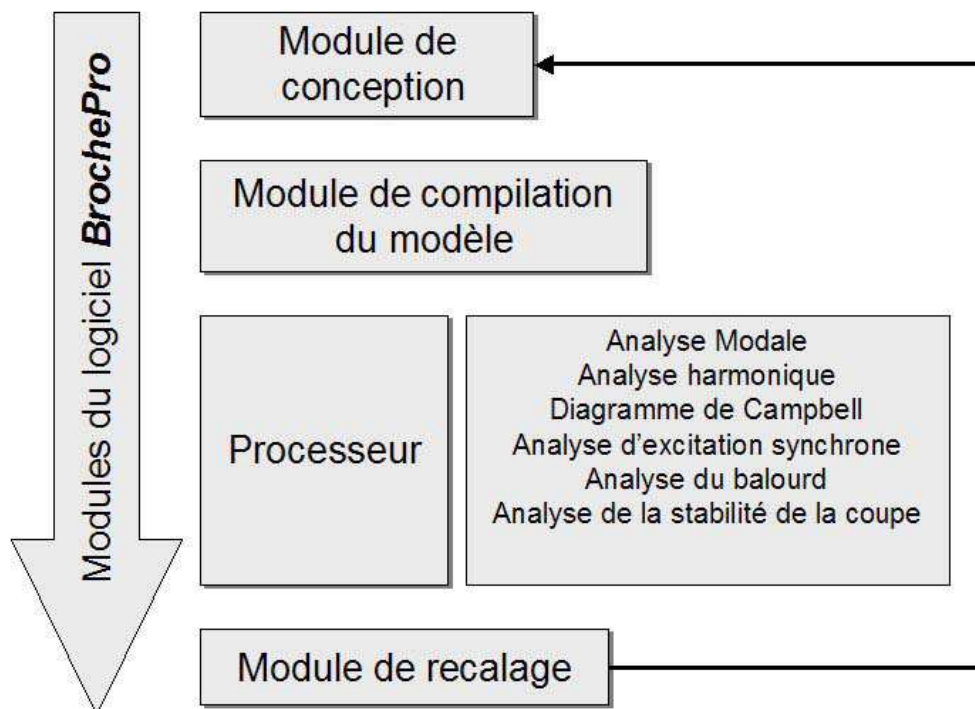 Modules du logiciel BrochePro
Module de
conception
Module de compilation
du modèle
Processeur
Analyse Modale
Analyse harmonique
Diagramme de Campbell
Analyse d’excitation synchrone
Analyse du balourd
Analyse de la stabilité de la coupe
Module de recalage